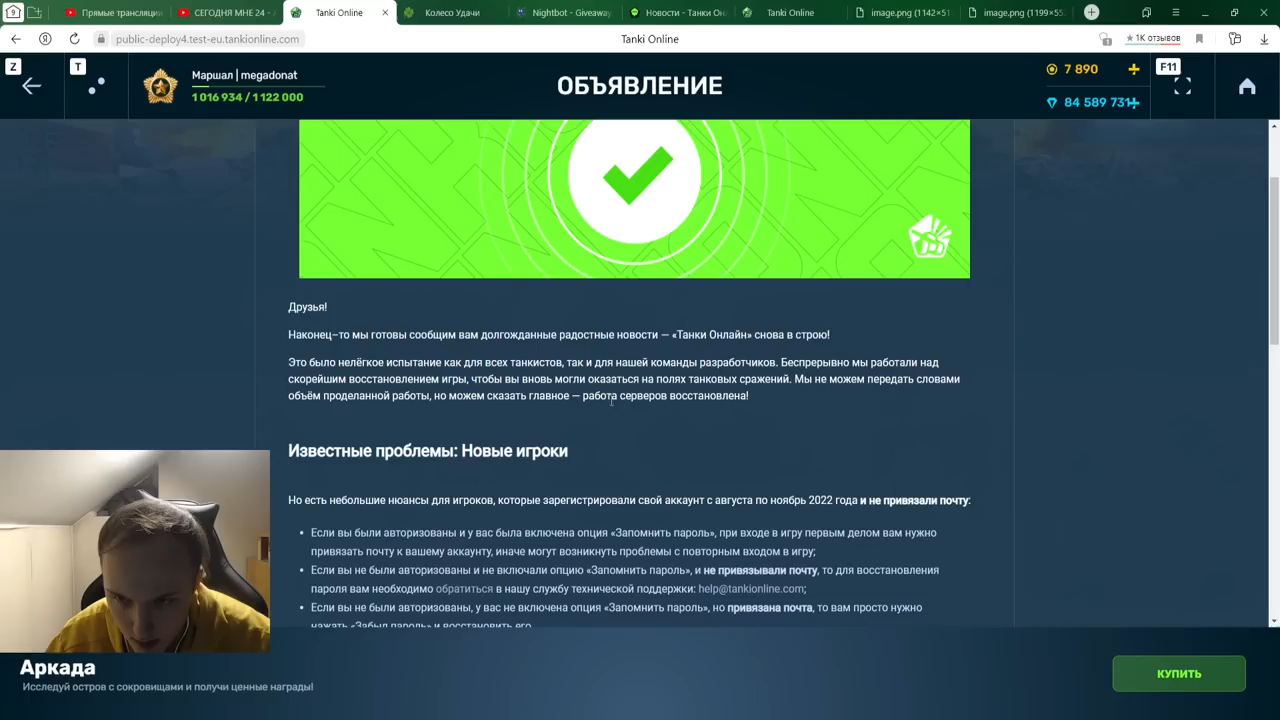 Прямые трансляции
СЕГОДНЯ МНЕ 24 -
Tanki Online
Колесо Удачи
Nightbot - Giveaway
Новости - Танки Он
Tanki Online
image.png (1142×51
image.png (1199×55
public-deploy4.test-eu.tankionline.com
Tanki Online
1К отзывов
Z
T
Маршал | megadonat
1 016 934 / 1 122 000
ОБЪЯВЛЕНИЕ
7 890
84 589 731
F11
Друзья!
Наконец–то мы готовы сообщим вам долгожданные радостные новости — «Танки Онлайн» снова в строю!
Это было нелёгкое испытание как для всех танкистов, так и для нашей команды разработчиков. Беспрерывно мы работали над
скорейшим восстановлением игры, чтобы вы вновь могли оказаться на полях танковых сражений. Мы не можем передать словами
объём проделанной работы, но можем сказать главное — работа серверов восстановлена!
Известные проблемы: Новые игроки
Но есть небольшие нюансы для игроков, которые зарегистрировали свой аккаунт с августа по ноябрь 2022 года и не привязали почту:
• Если вы были авторизованы и у вас была включена опция «Запомнить пароль», при входе в игру первым делом вам нужно
привязать почту к вашему аккаунту, иначе могут возникнуть проблемы с повторным входом в игру;
• Если вы не были авторизованы и не включали опцию «Запомнить пароль», и не привязывали почту, то для восстановления
пароля вам необходимо обратиться в нашу службу технической поддержки: help@tankionline.com;
• Если вы не были авторизованы, у вас не включена опция «Запомнить пароль», но привязана почта, то вам просто нужно
нажать «Забыл пароль» и восстановить его
Аркада
Исследуй остров с сокровищами и получи ценные награды!
КУПИТЬ